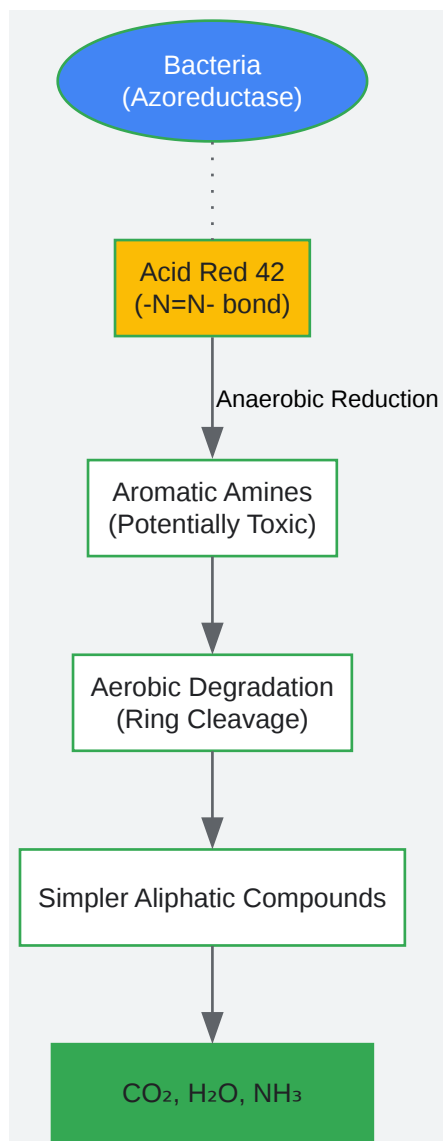 Bacteria
(Azoreductase)
Acid Red 42
(-N=N- bond)
Anaerobic Reduction
Aromatic Amines
(Potentially Toxic)
Aerobic Degradation
(Ring Cleavage)
Simpler Aliphatic Compounds
CO₂, H₂O, NH₃